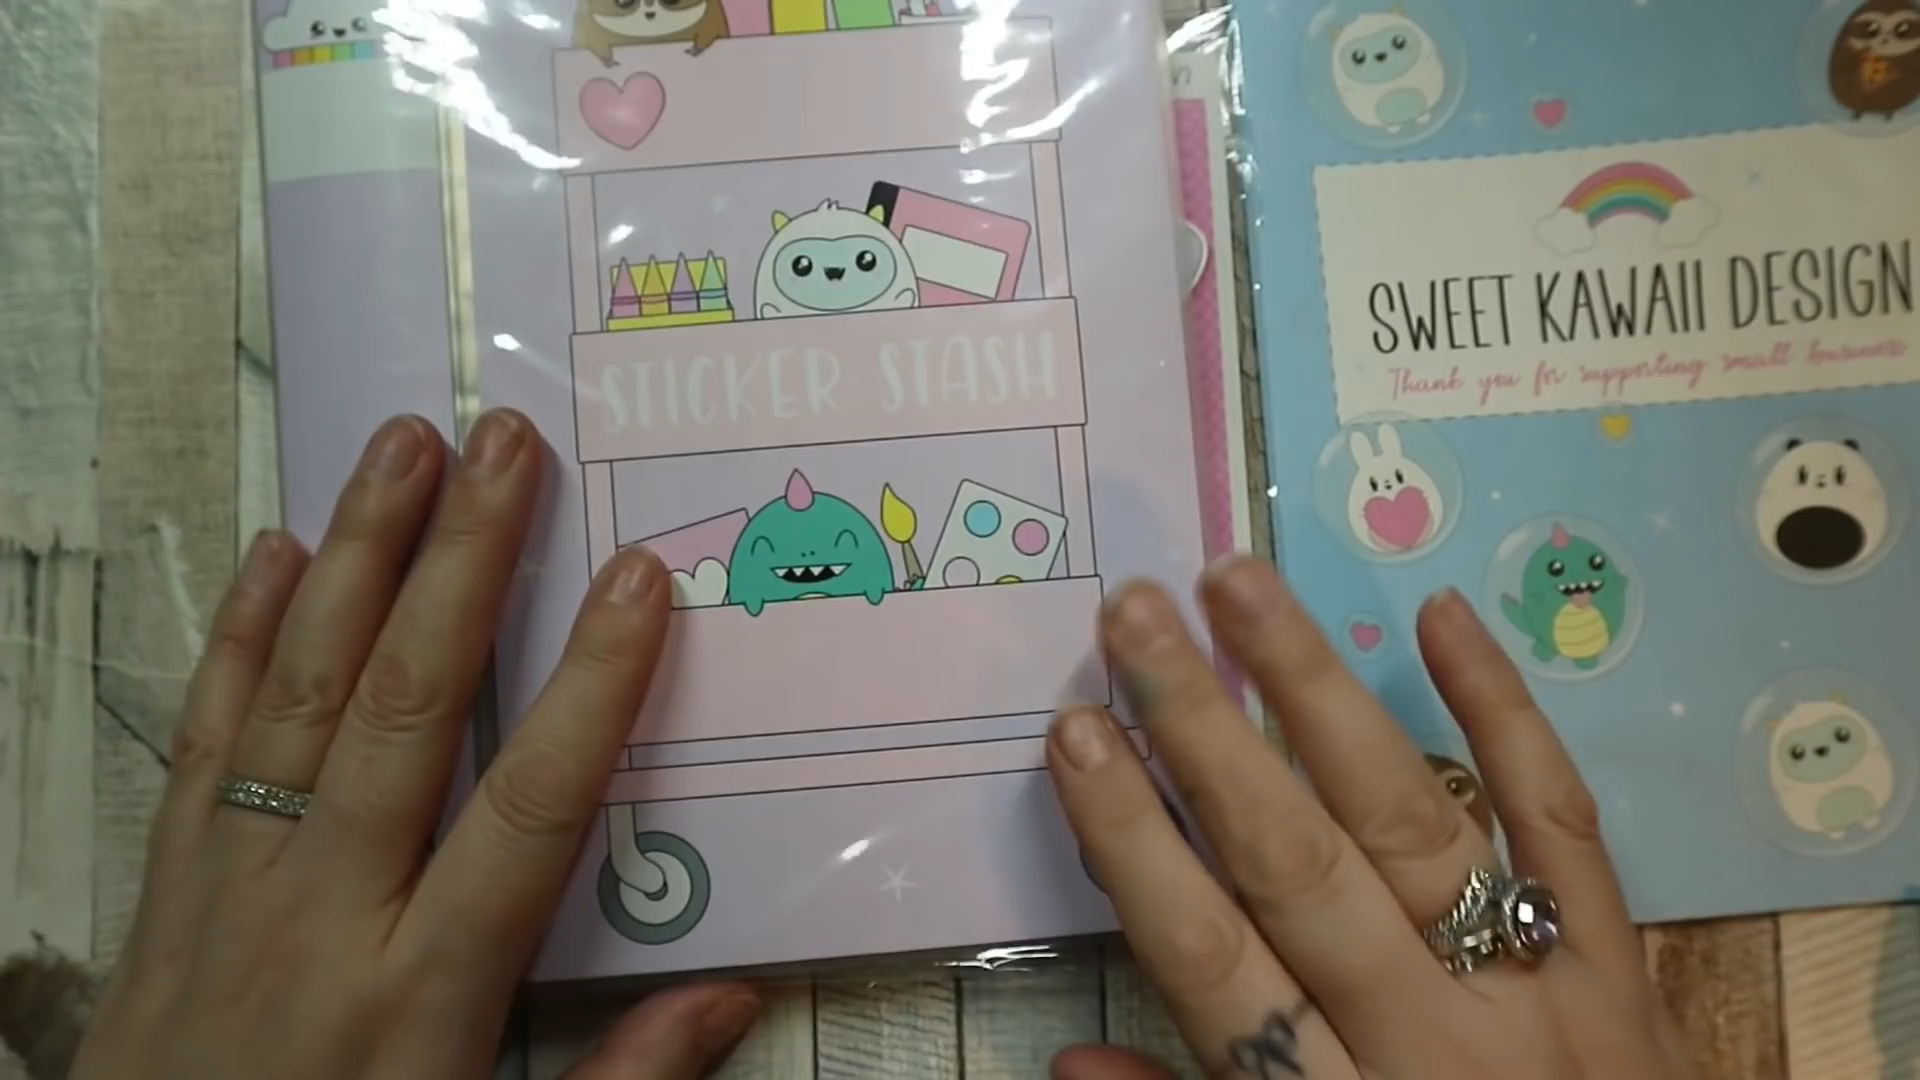 STICKER STASH
SWEET KAWAII DESIGN
Thank you for supporting small business